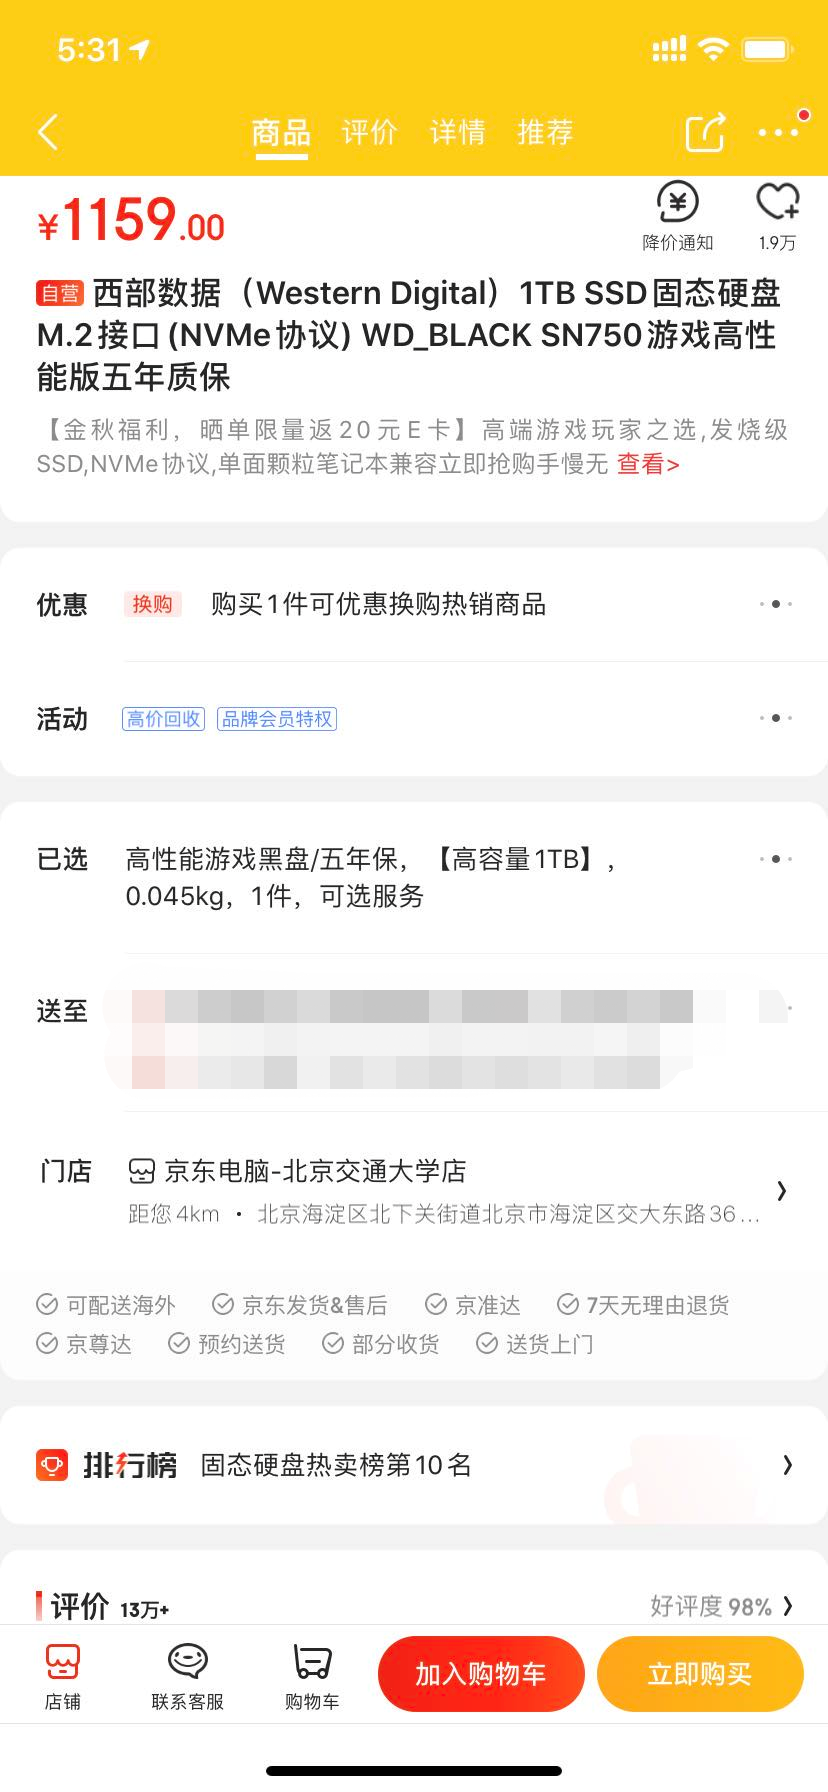 5:31
商品 评价 详情 推荐
¥1159.00
降价通知 1.9万
自营 西部数据（Western Digital）1TB SSD固态硬盘
M.2接口(NVMe协议) WD_BLACK SN750游戏高性
能版五年质保
【金秋福利，晒单限量返20元E卡】高端游戏玩家之选,发烧级
SSD,NVMe协议,单面颗粒笔记本兼容立即抢购手慢无 查看>
优惠 换购 购买1件可优惠换购热销商品
活动 高价回收 品牌会员特权
已选 高性能游戏黑盘/五年保，【高容量1TB】，
0.045kg，1件，可选服务
送至
门店 京东电脑-北京交通大学店
距您4km · 北京海淀区北下关街道北京市海淀区交大东路36...
可配送海外 京东发货&售后 京准达 7天无理由退货
京尊达 预约送货 部分收货 送货上门
排行榜 固态硬盘热卖榜第10名
评价 13万+ 好评度 98%
店铺 联系客服 购物车 加入购物车 立即购买